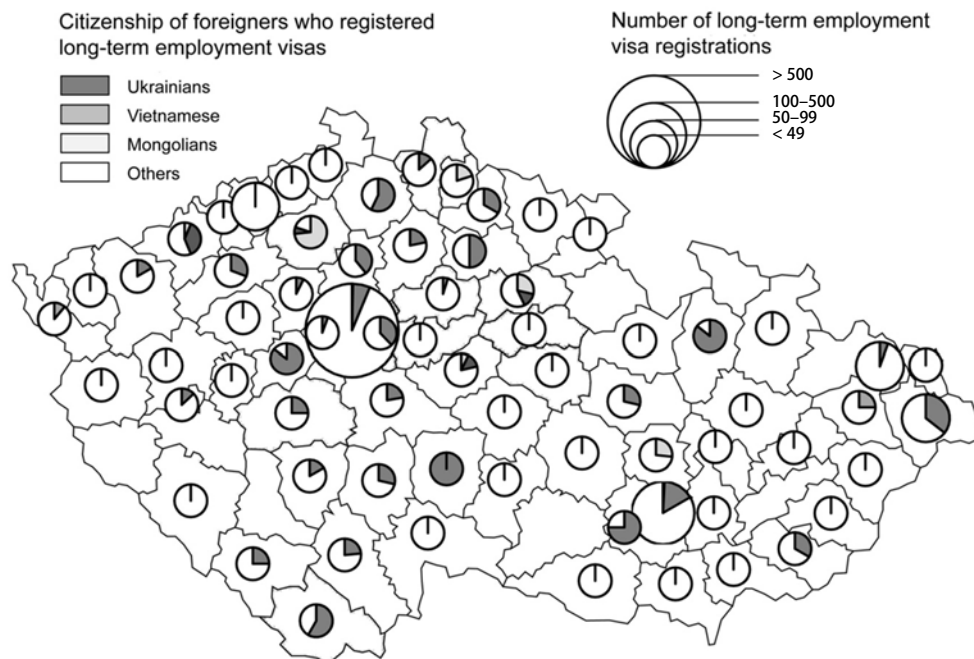 Citizenship of foreigners who registered
long-term employment visas
Ukrainians
Vietnamese
Mongolians
Others
Number of long-term employment
visa registrations
> 500
100–500
50–99
< 49